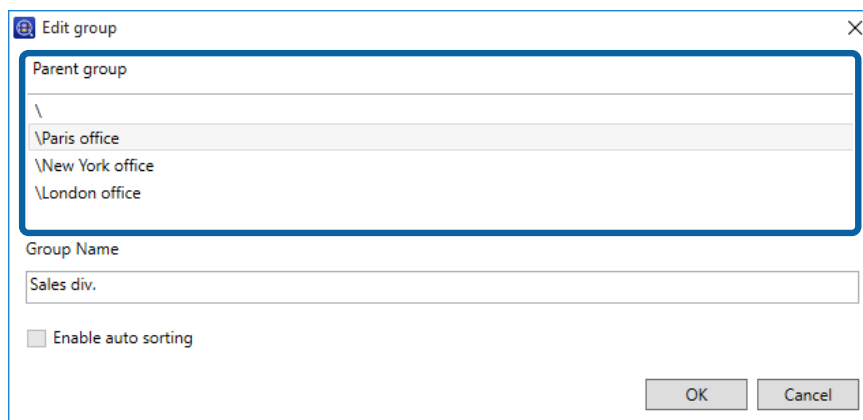 Edit group
Parent group
\
\Paris office
\New York office
\London office
Group Name
Sales div.
Enable auto sorting
OK Cancel